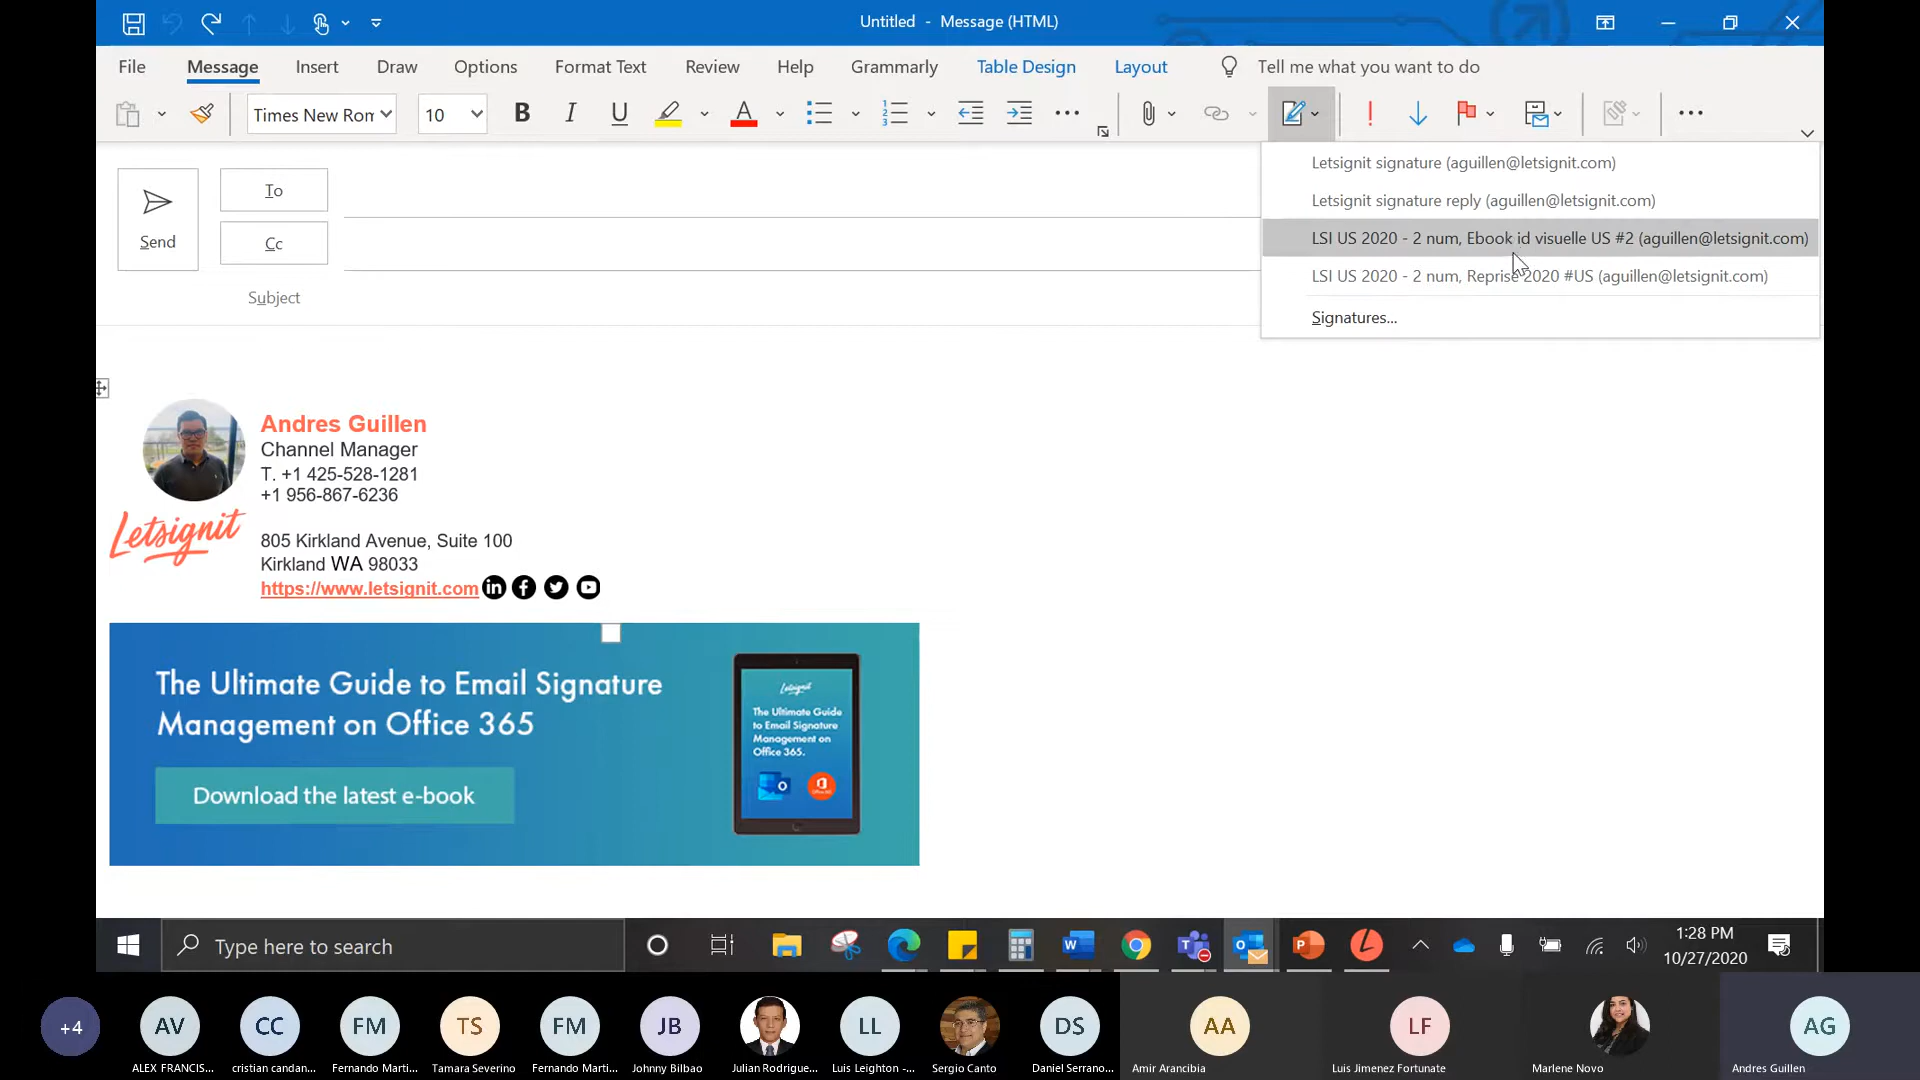 Untitled - Message (HTML)
File Message Insert Draw Options Format Text Review Help Grammarly Table Design Layout Tell me what you want to do
Times New Rom 10 B I U A
Letsignit signature (aguillen@letsignit.com)
Letsignit signature reply (aguillen@letsignit.com)
LSI US 2020 - 2 num, Ebook id visuelle US #2 (aguillen@letsignit.com)
LSI US 2020 - 2 num, Reprise 2020 #US (aguillen@letsignit.com)
Signatures...
To
Send
Cc
Subject
Andres Guillen
Channel Manager
T. +1 425-528-1281
+1 956-867-6236
Letsignit
805 Kirkland Avenue, Suite 100
Kirkland WA 98033
https://www.letsignit.com
The Ultimate Guide to Email Signature
Management on Office 365
Download the latest e-book
Letsignit
The Ultimate Guide
to Email Signature
Management on
Office 365.
Type here to search
1:28 PM
10/27/2020
+4 AV CC FM TS FM JB LL DS AA LF AG
ALEX FRANCIS... cristian candan... Fernando Marti... Tamara Severino Fernando Marti... Johnny Bilbao Julian Rodrigue... Luis Leighton -... Sergio Canto Daniel Serrano... Amir Arancibia Luis Jimenez Fortunate Marlene Novo Andres Guillen